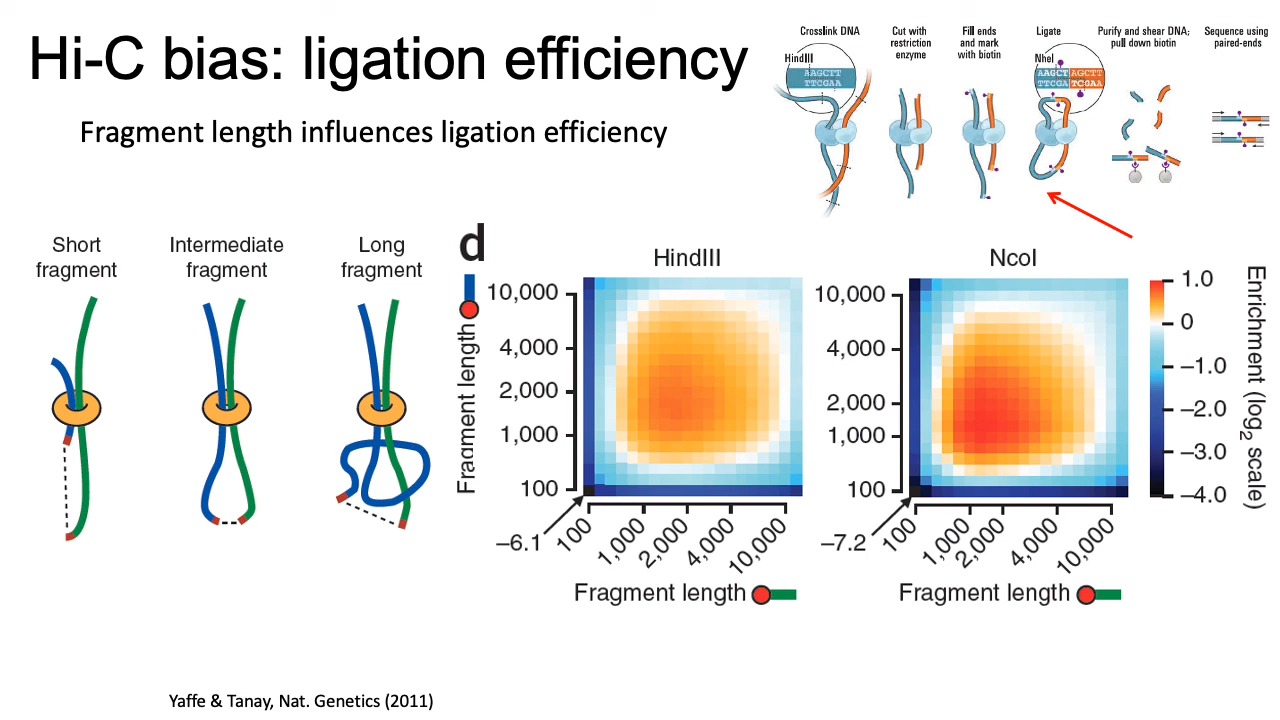 Hi-C bias: ligation efficiency
Fragment length influences ligation efficiency
Crosslink DNA
HindIII
AAGCTT
TTCGAA
Cut with
restriction
enzyme
Fill ends
and mark
with biotin
Ligate
NheI
AAGCTAGCTT
TTCGATCGAA
Purify and shear DNA;
pull down biotin
Sequence using
paired-ends
Short
fragment
Intermediate
fragment
Long
fragment
d
HindIII
Fragment length
10,000
4,000
2,000
1,000
100
–6.1
100
1,000
2,000
4,000
10,000
Fragment length
NcoI
10,000
4,000
2,000
1,000
100
–7.2
100
1,000
2,000
4,000
10,000
Fragment length
1.0
0
–1.0
–2.0
–3.0
–4.0
Enrichment (log2 scale)
Yaffe & Tanay, Nat. Genetics (2011)